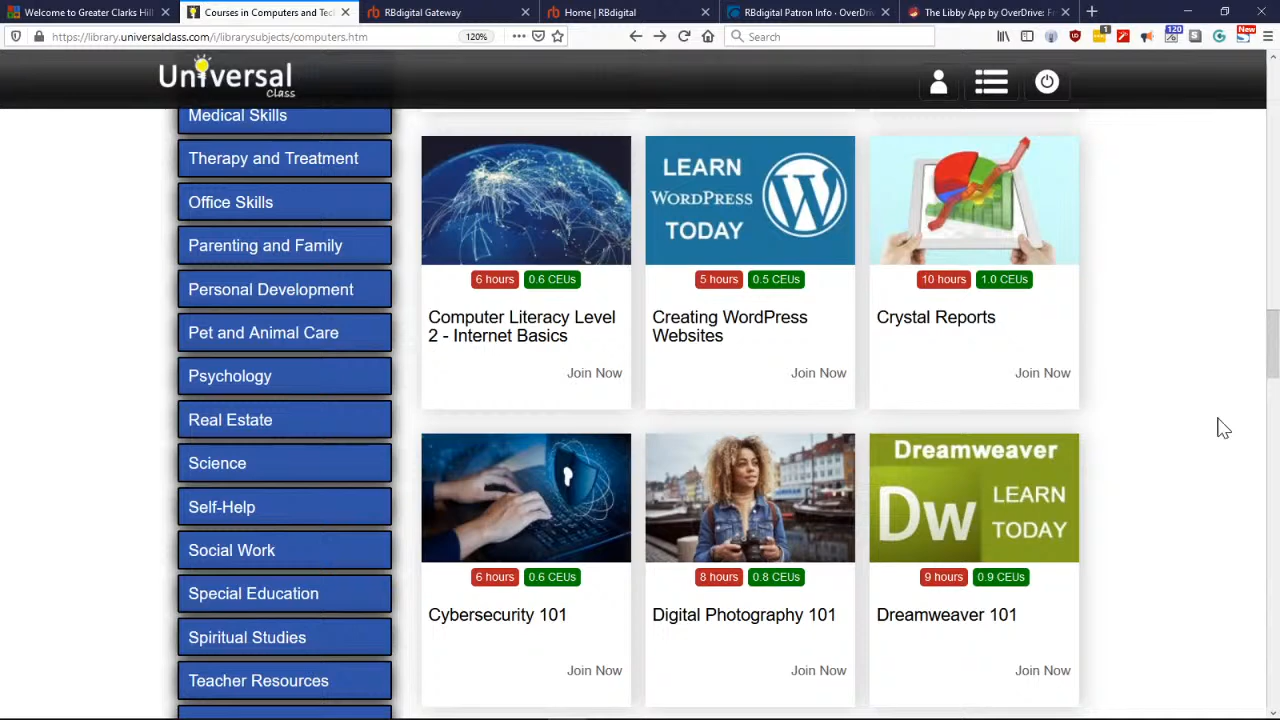 Welcome to Greater Clarks Hill
Courses in Computers and Tec
RBdigital Gateway
Home | RBdigital
RBdigital Patron Info - OverDriv
The Libby App by OverDrive: Fr
https://library.universalclass.com/i/librarysubjects/computers.htm
120%
Search
1
120
New
Universal
Class
Medical Skills
Therapy and Treatment
Office Skills
Parenting and Family
Personal Development
Pet and Animal Care
Psychology
Real Estate
Science
Self-Help
Social Work
Special Education
Spiritual Studies
Teacher Resources
LEARN
WORDPRESS
TODAY
6 hours 0.6 CEUs
5 hours 0.5 CEUs
10 hours 1.0 CEUs
Computer Literacy Level
2 - Internet Basics
Creating WordPress
Websites
Crystal Reports
Join Now
Join Now
Join Now
Dreamweaver
Dw
LEARN
TODAY
6 hours 0.6 CEUs
8 hours 0.8 CEUs
9 hours 0.9 CEUs
Cybersecurity 101
Digital Photography 101
Dreamweaver 101
Join Now
Join Now
Join Now